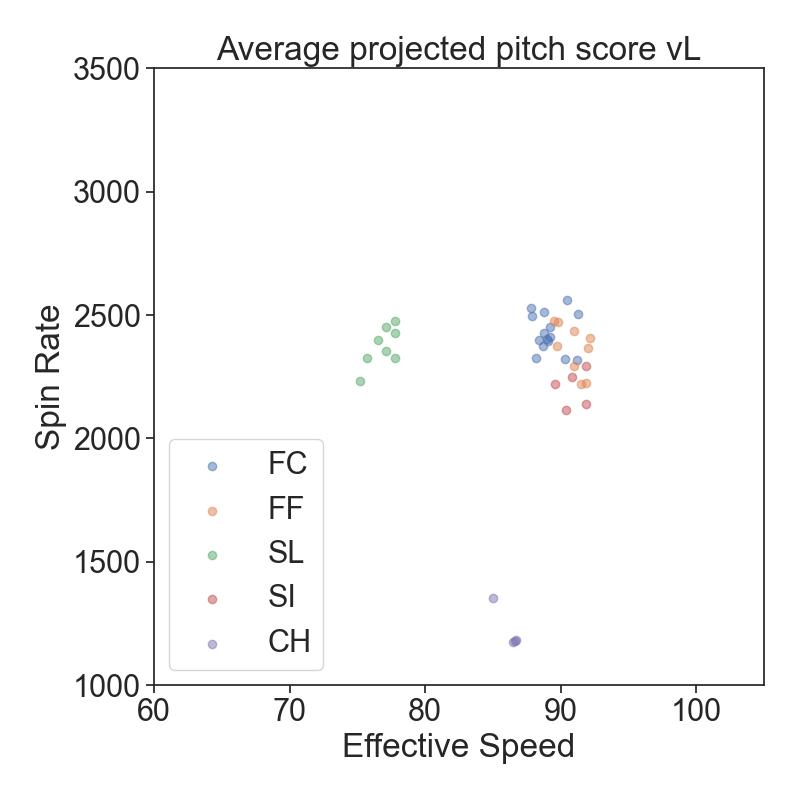 Average projected pitch score vL
3500
3000
2500
2000
1500
1000
Spin Rate
FC
FF
SL
SI
CH
60 70 80 90 100
Effective Speed